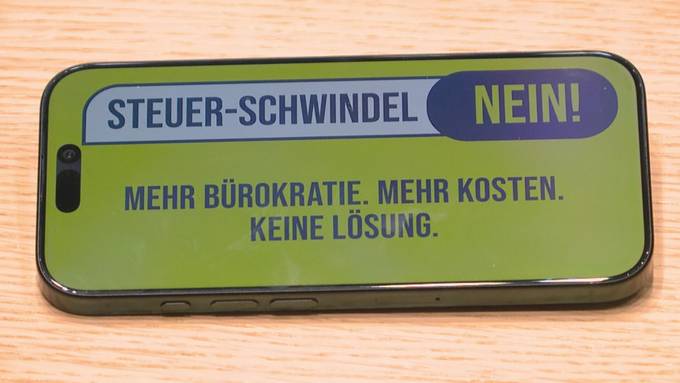 STEUER-SCHWINDEL NEIN!
MEHR BÜROKRATIE. MEHR KOSTEN.
KEINE LÖSUNG.